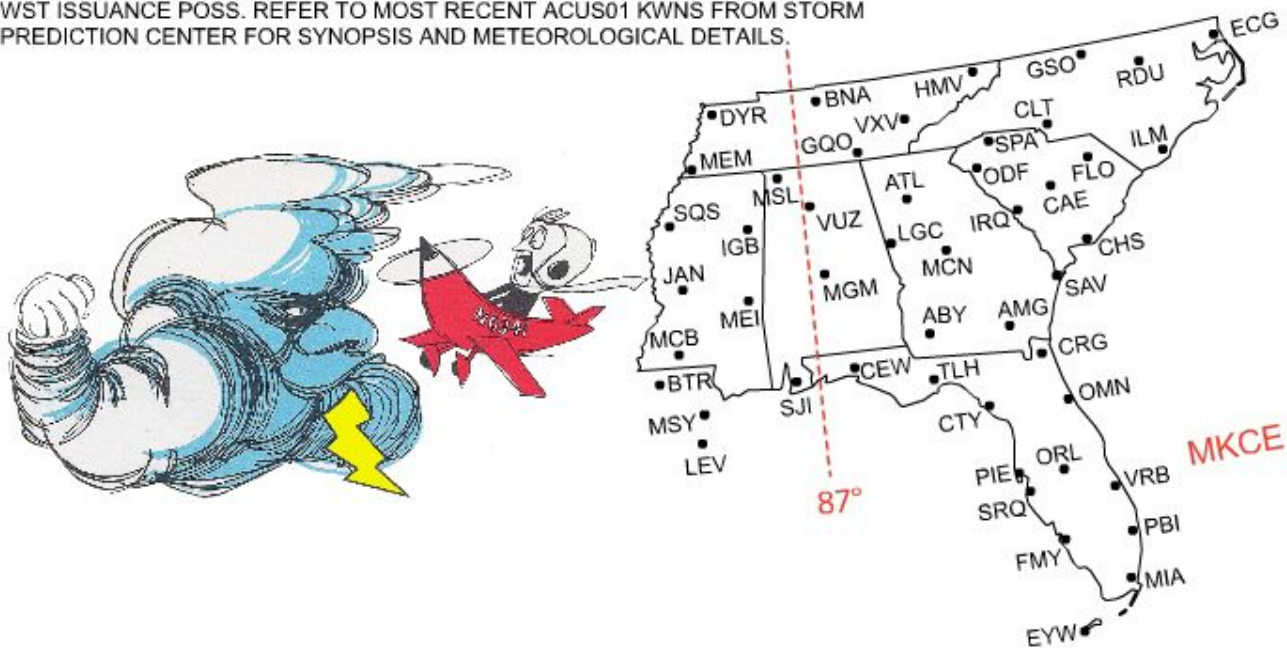 WST ISSUANCE POSS. REFER TO MOST RECENT ACUS01 KWNS FROM STORM
PREDICTION CENTER FOR SYNOPSIS AND METEOROLOGICAL DETAILS.
ECG
GSO
RDU
HMV
BNA
DYR
VXV
CLT
GQO
SPA
ILM
MEM
ODF
FLO
MSL
ATL
CAE
SQS
VUZ
IRQ
IGB
LGC
CHS
MCN
JAN
MGM
SAV
MEI
ABY
AMG
MCB
CRG
BTR
CEW
TLH
OMN
SJI
MSY
CTY
MKCE
LEV
ORL
PIE
VRB
87°
SRQ
PBI
FMY
MIA
EYW